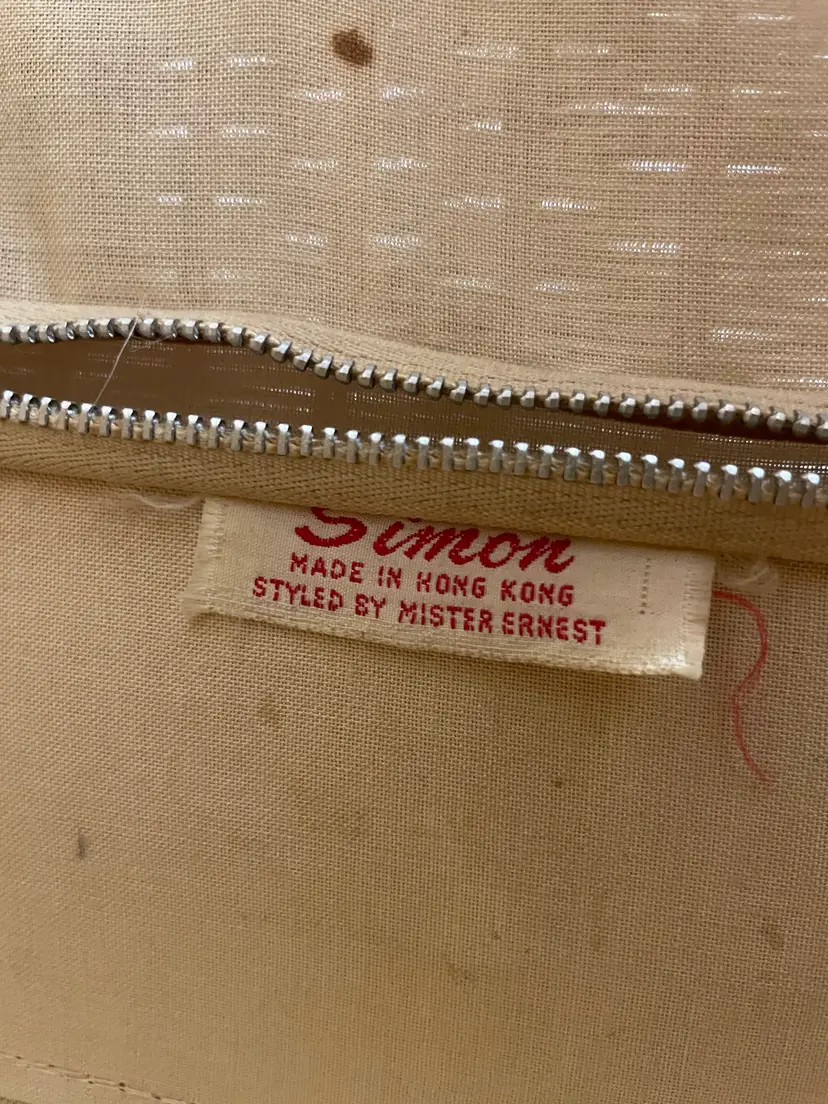 Simon
MADE IN HONG KONG
STYLED BY MISTER ERNEST